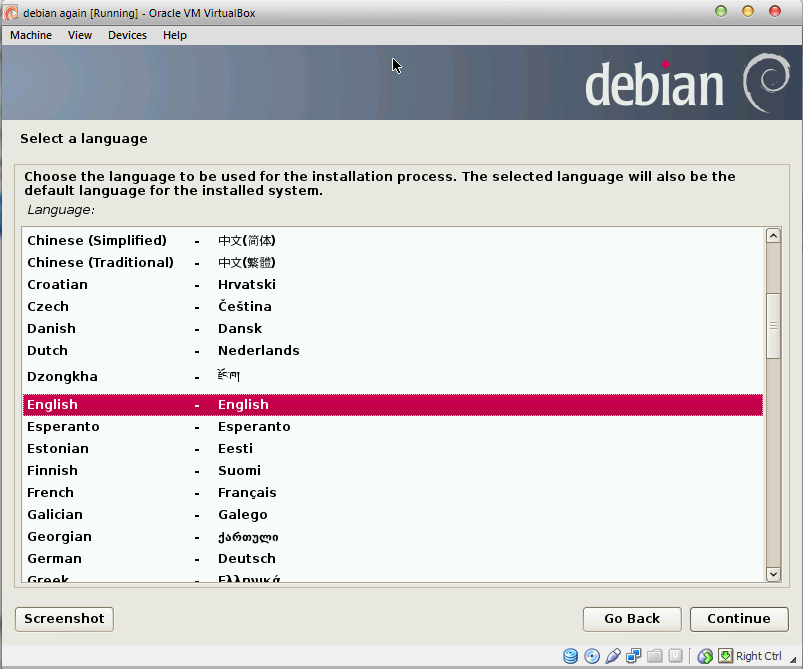 debian again [Running] - Oracle VM VirtualBox
Machine View Devices Help
debian
Select a language
Choose the language to be used for the installation process. The selected language will also be the
default language for the installed system.
Language:
Chinese (Simplified) - 中文(简体)
Chinese (Traditional) - 中文(繁體)
Croatian - Hrvatski
Czech - Čeština
Danish - Dansk
Dutch - Nederlands
Dzongkha - རྫོང་ཁ།
English - English
Esperanto - Esperanto
Estonian - Eesti
Finnish - Suomi
French - Français
Galician - Galego
Georgian - ქართული
German - Deutsch
Greek - Ελληνικά
Screenshot Go Back Continue
Right Ctrl